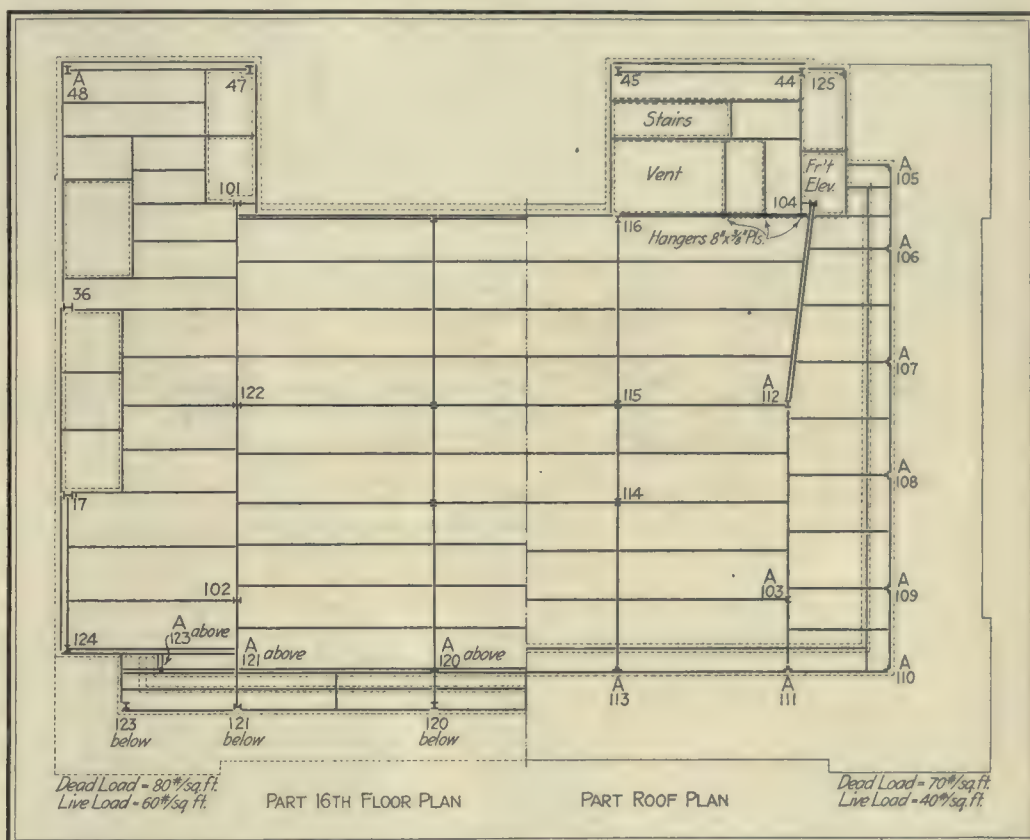 A
48
47
45
44
125
Stairs
Vent
Fr't
Elev.
A
105
101
104
116
Hangers 8"x⅜"Pls.
A
106
36
A
107
122
115
A
112
17
114
A
108
102
A
103
A
109
124
A
123 above
A
121 above
A
120 above
A
113
A
111
A
110
123
below
121
below
120
below
Dead Load = 80#/sq.ft.
Live Load = 60#/sq.ft.
PART 16TH FLOOR PLAN
PART ROOF PLAN
Dead Load = 70#/sq.ft.
Live Load = 40#/sq.ft.